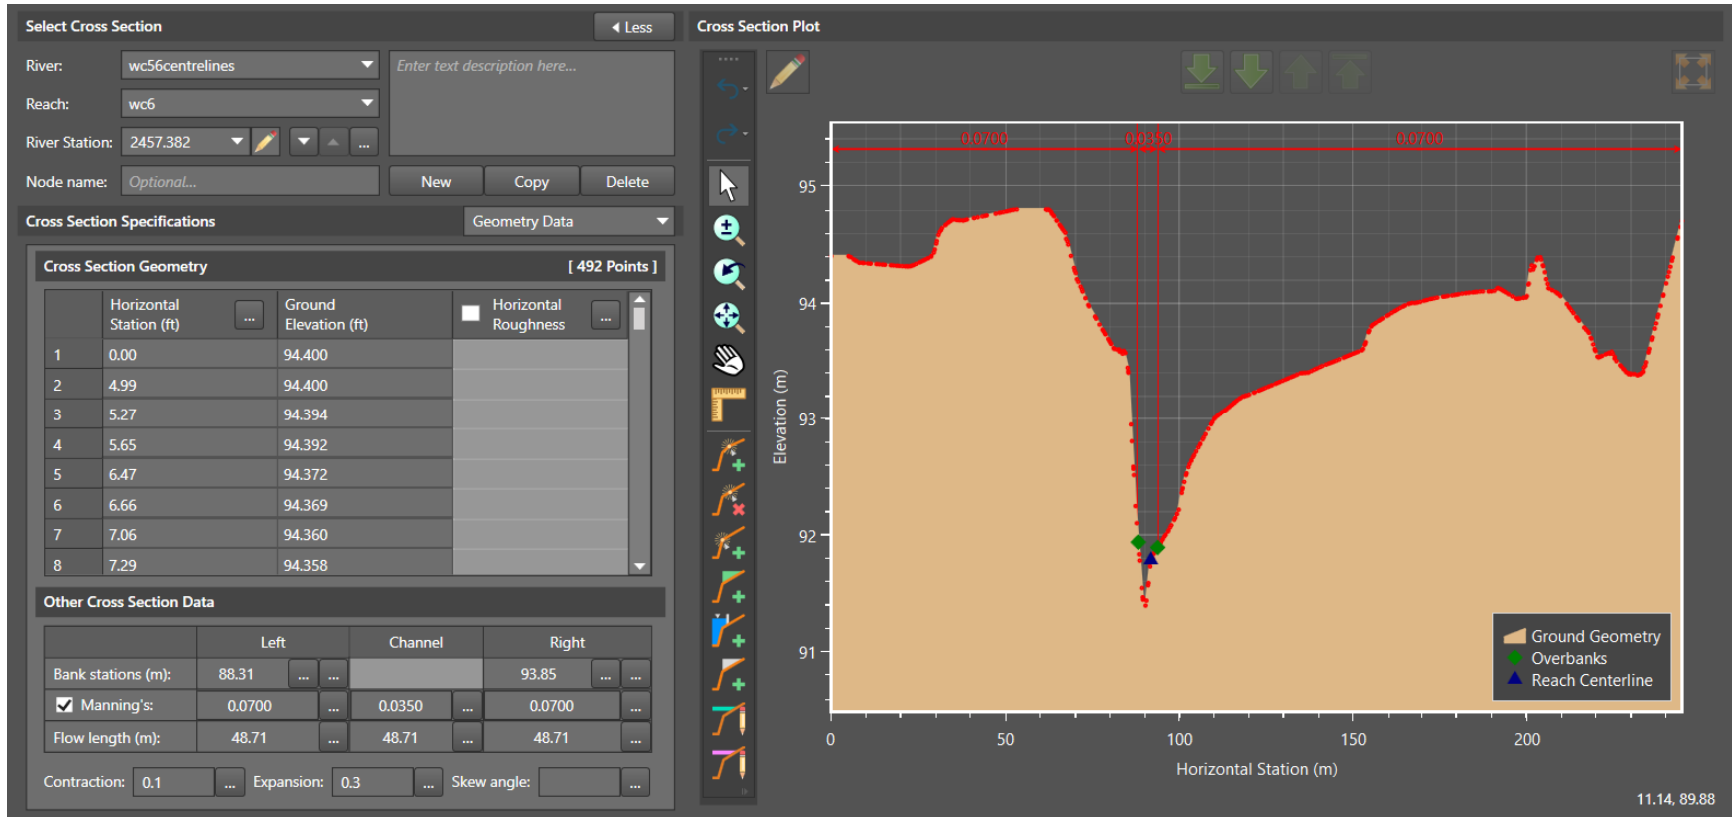 Select Cross Section
Less
River:
wc56centrelines
Enter text description here...
Reach:
wc6
River Station:
2457.382
...
Node name:
Optional...
New
Copy
Delete
Cross Section Specifications
Geometry Data
Cross Section Geometry
[ 492 Points ]
Horizontal Station (ft)
...
Ground Elevation (ft)
Horizontal Roughness
...
1 0.00 94.400
2 4.99 94.400
3 5.27 94.394
4 5.65 94.392
5 6.47 94.372
6 6.66 94.369
7 7.06 94.360
8 7.29 94.358
Other Cross Section Data
Left Channel Right
Bank stations (m): 88.31 ... ... 93.85 ... ...
Manning's: 0.0700 ... 0.0350 ... 0.0700 ...
Flow length (m): 48.71 ... 48.71 ... 48.71 ...
Contraction: 0.1 ... Expansion: 0.3 ... Skew angle: ...
Cross Section Plot
0.0700 0.0350 0.0700
95
94
93
92
91
Elevation (m)
0 50 100 150 200
Horizontal Station (m)
Ground Geometry
Overbanks
Reach Centerline
11.14, 89.88